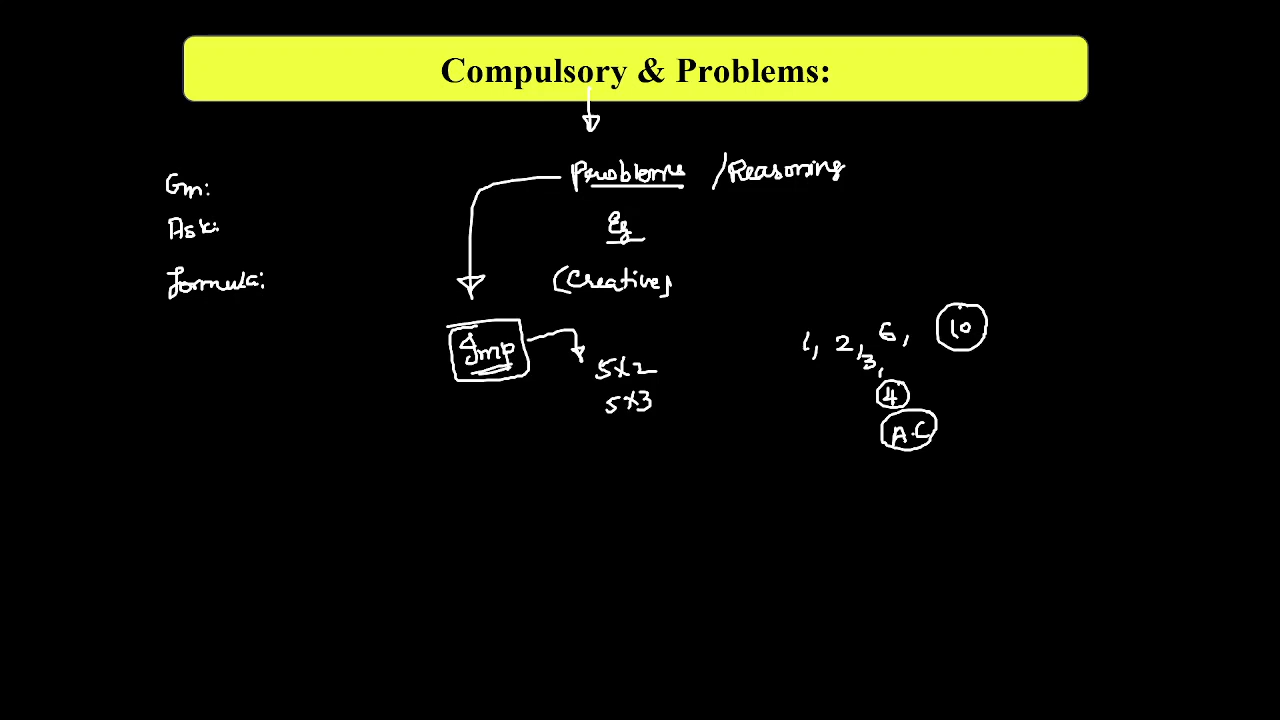 Compulsory & Problems:
Problems /Reasoning
Gn:
Ask:
Eg
Formula:
(Creative)
Imp
5x2
5x3
1, 2, 3, 6, 10
4
A.C